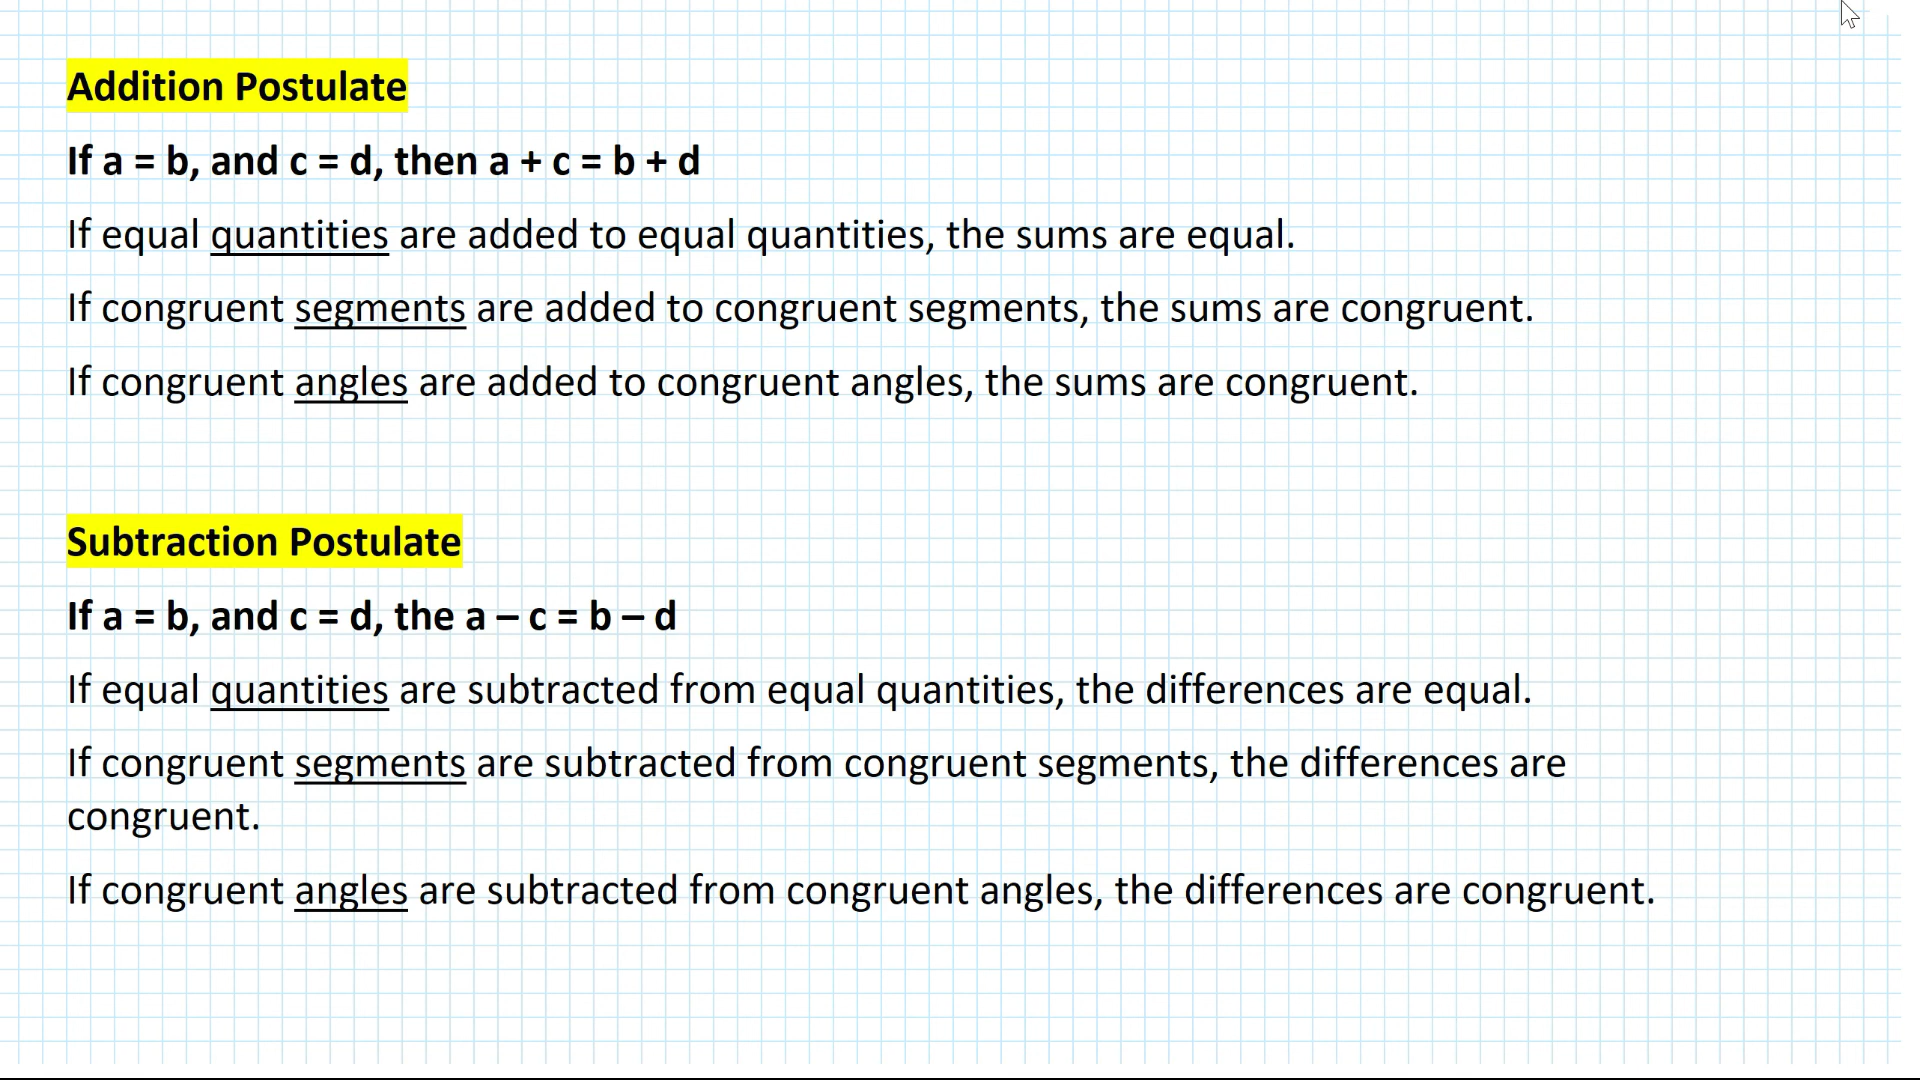 Addition Postulate
If a = b, and c = d, then a + c = b + d
If equal quantities are added to equal quantities, the sums are equal.
If congruent segments are added to congruent segments, the sums are congruent.
If congruent angles are added to congruent angles, the sums are congruent.
Subtraction Postulate
If a = b, and c = d, the a – c = b – d
If equal quantities are subtracted from equal quantities, the differences are equal.
If congruent segments are subtracted from congruent segments, the differences are
congruent.
If congruent angles are subtracted from congruent angles, the differences are congruent.